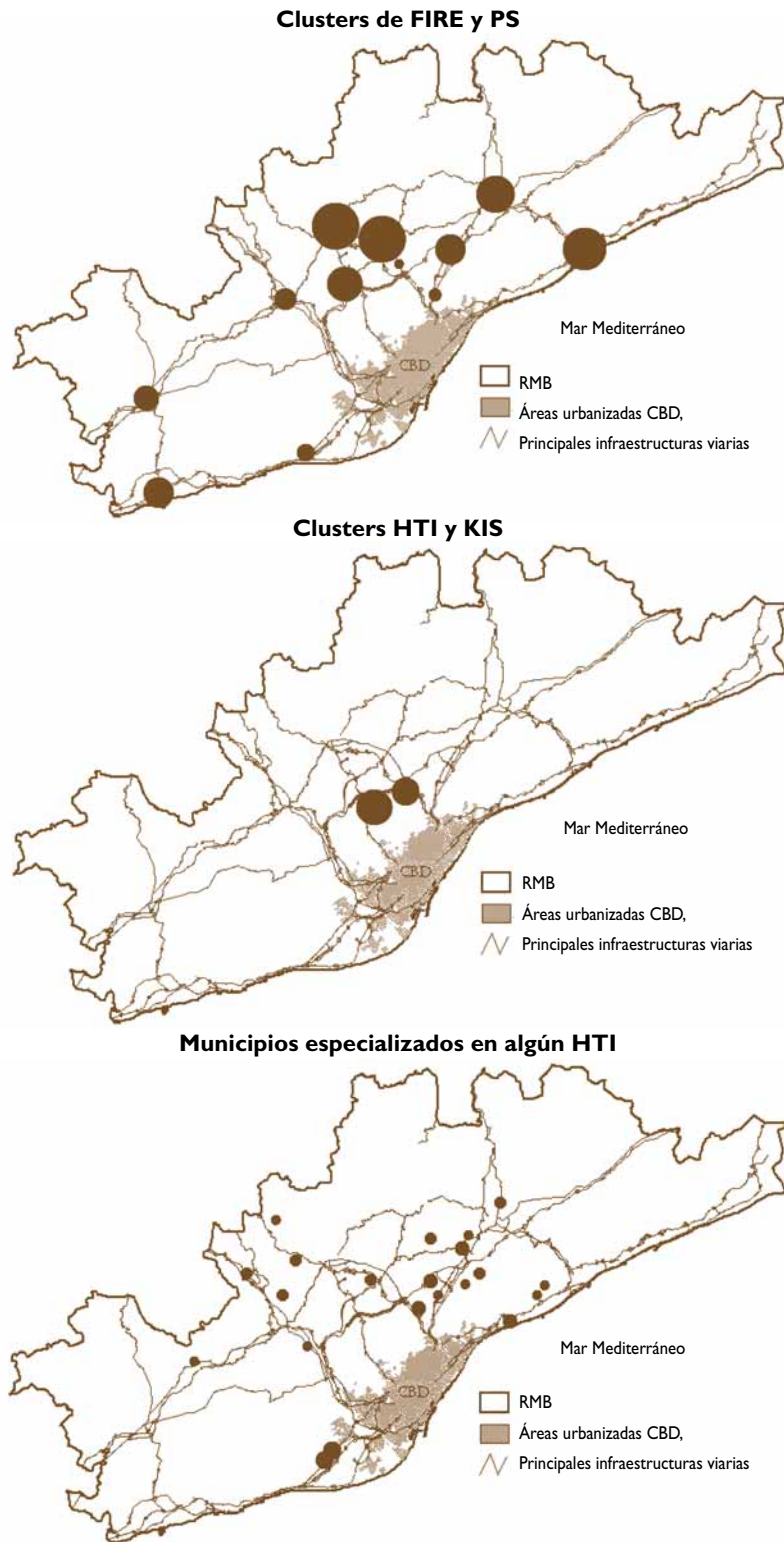 Clusters de FIRE y PS
Mar Mediterráneo
CBD
RMB
Áreas urbanizadas CBD,
Principales infraestructuras viarias
Clusters HTI y KIS
Mar Mediterráneo
CBD
RMB
Áreas urbanizadas CBD,
Principales infraestructuras viarias
Municipios especializados en algún HTI
Mar Mediterráneo
CBD
RMB
Áreas urbanizadas CBD,
Principales infraestructuras viarias